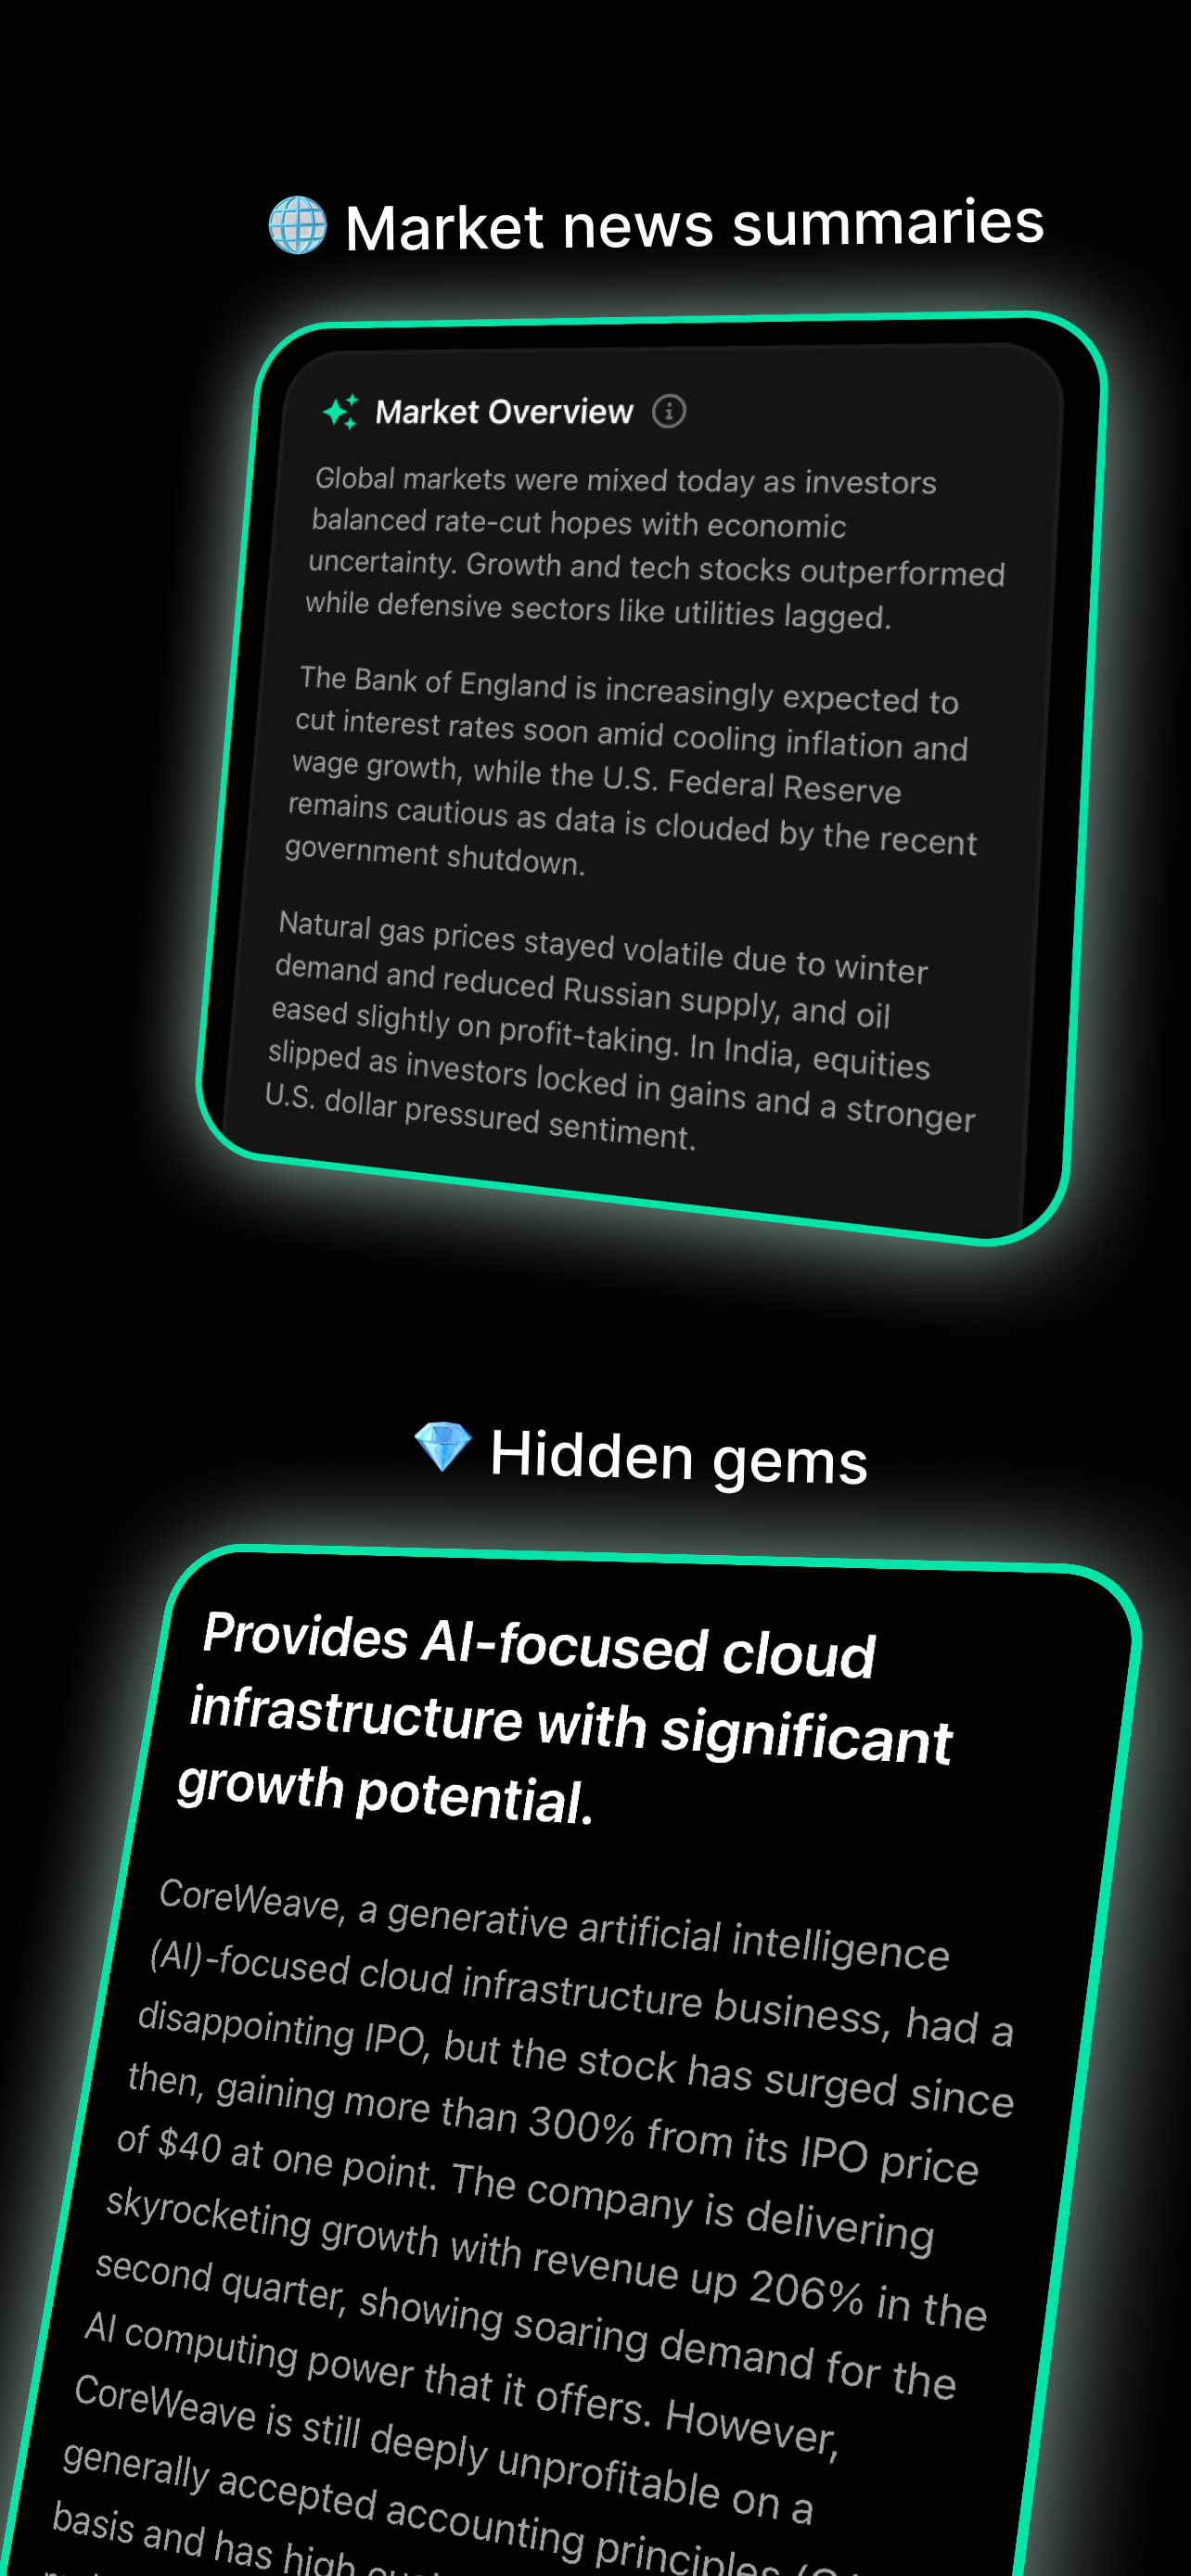 Market news summaries
Market Overview
Global markets were mixed today as investors
balanced rate-cut hopes with economic
uncertainty. Growth and tech stocks outperformed
while defensive sectors like utilities lagged.
The Bank of England is increasingly expected to
cut interest rates soon amid cooling inflation and
wage growth, while the U.S. Federal Reserve
remains cautious as data is clouded by the recent
government shutdown.
Natural gas prices stayed volatile due to winter
demand and reduced Russian supply, and oil
eased slightly on profit-taking. In India, equities
slipped as investors locked in gains and a stronger
U.S. dollar pressured sentiment.
Hidden gems
Provides AI-focused cloud
infrastructure with significant
growth potential.
CoreWeave, a generative artificial intelligence
(AI)-focused cloud infrastructure business, had a
disappointing IPO, but the stock has surged since
then, gaining more than 300% from its IPO price
of $40 at one point. The company is delivering
skyrocketing growth with revenue up 206% in the
second quarter, showing soaring demand for the
AI computing power that it offers. However,
CoreWeave is still deeply unprofitable on a
generally accepted accounting principles
basis and has high